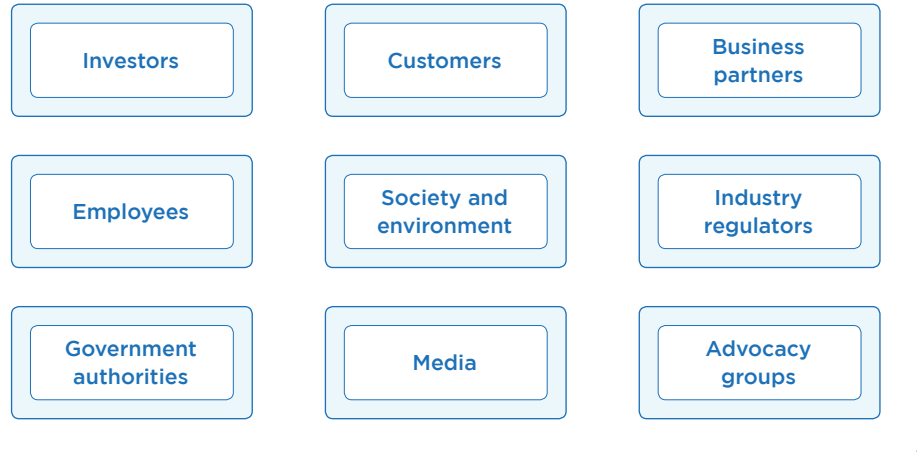 Investors
Customers
Business
partners
Employees
Society and
environment
Industry
regulators
Government
authorities
Media
Advocacy
groups